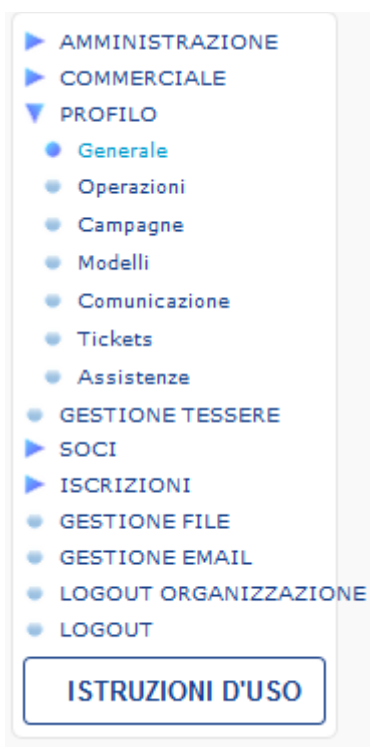 AMMINISTRAZIONE
COMMERCIALE
PROFILO
Generale
Operazioni
Campagne
Modelli
Comunicazione
Tickets
Assistenze
GESTIONE TESSERE
SOCI
ISCRIZIONI
GESTIONE FILE
GESTIONE EMAIL
LOGOUT ORGANIZZAZIONE
LOGOUT
ISTRUZIONI D'USO